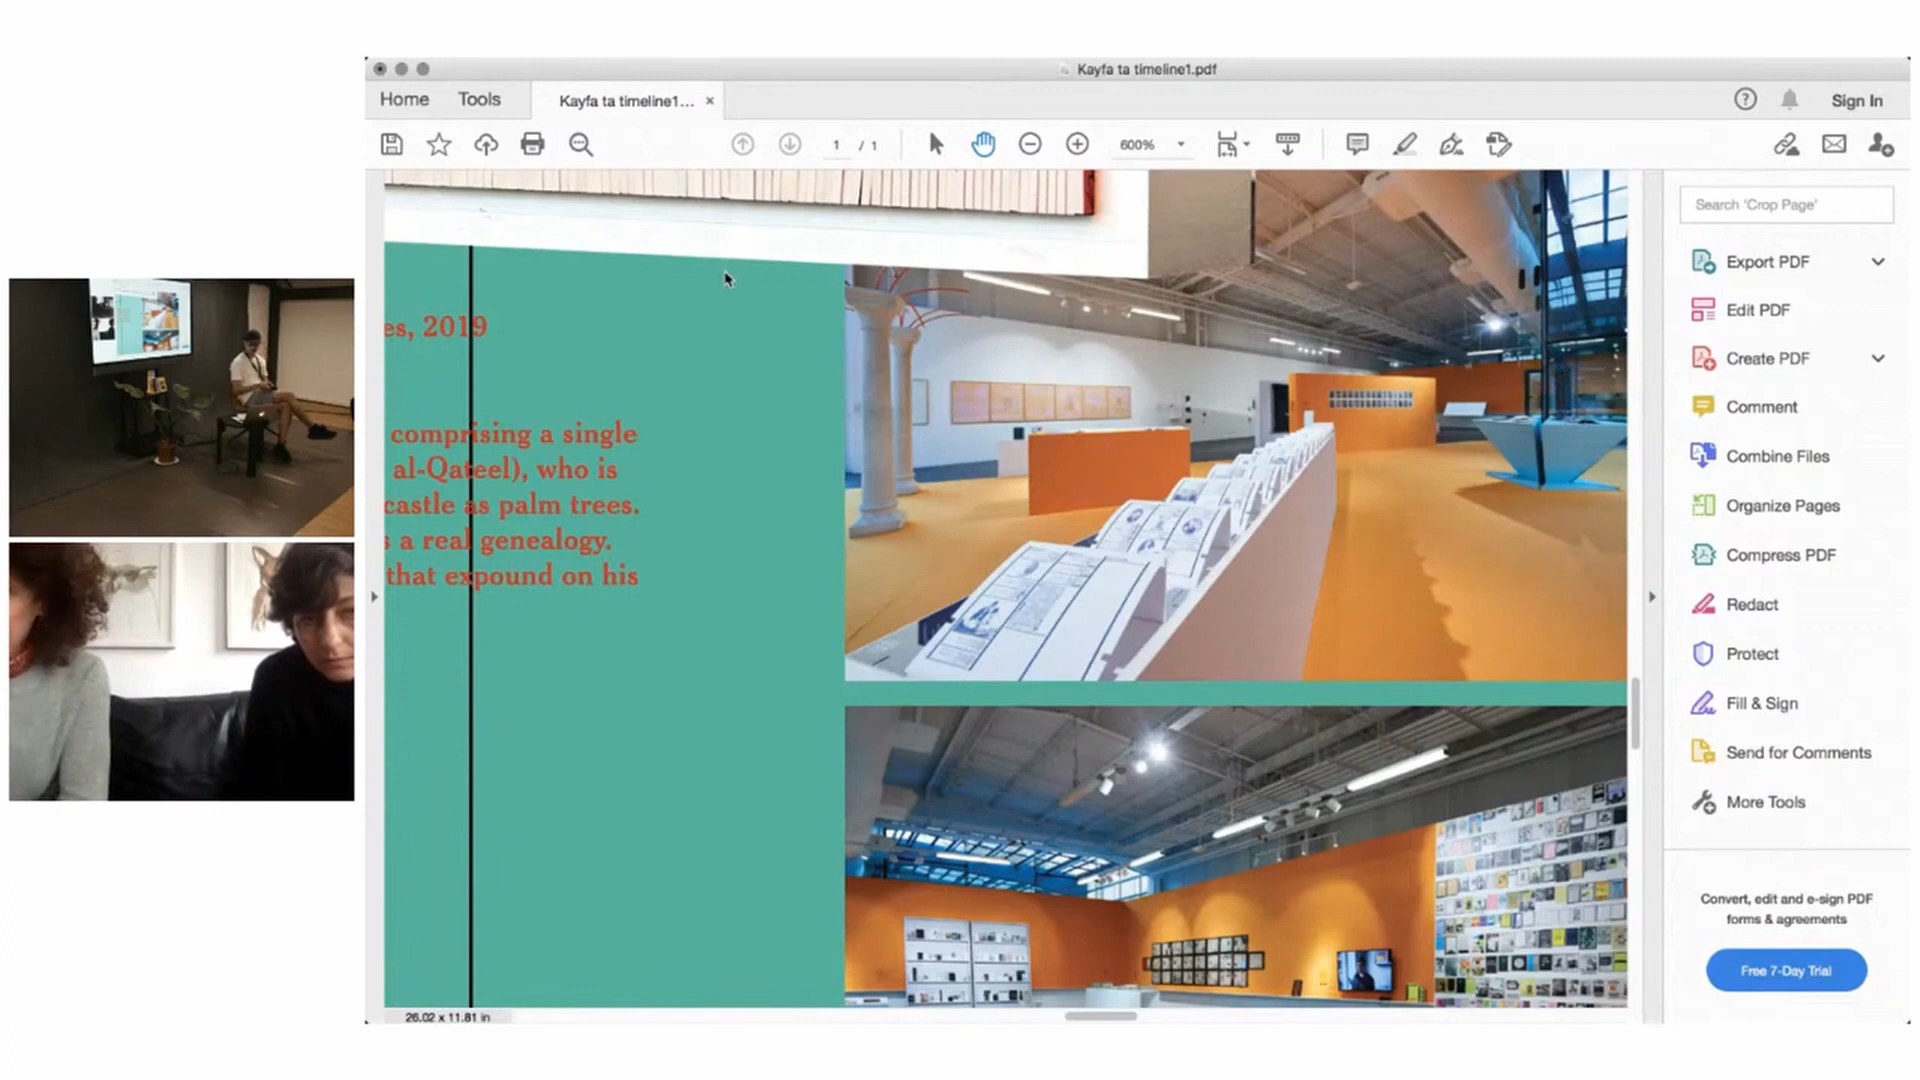 Kayfa ta timeline1.pdf
Home
Tools
Kayfa ta timeline1...
Sign In
1 / 1
600%
Search 'Crop Page'
Export PDF
Edit PDF
Create PDF
Comment
Combine Files
Organize Pages
Compress PDF
Redact
Protect
Fill & Sign
Send for Comments
More Tools
Convert, edit and e-sign PDF
forms & agreements
Free 7-Day Trial
es, 2019
comprising a single
al-Qateel), who is
castle as palm trees.
s a real genealogy.
that expound on his
26.02 x 11.81 in